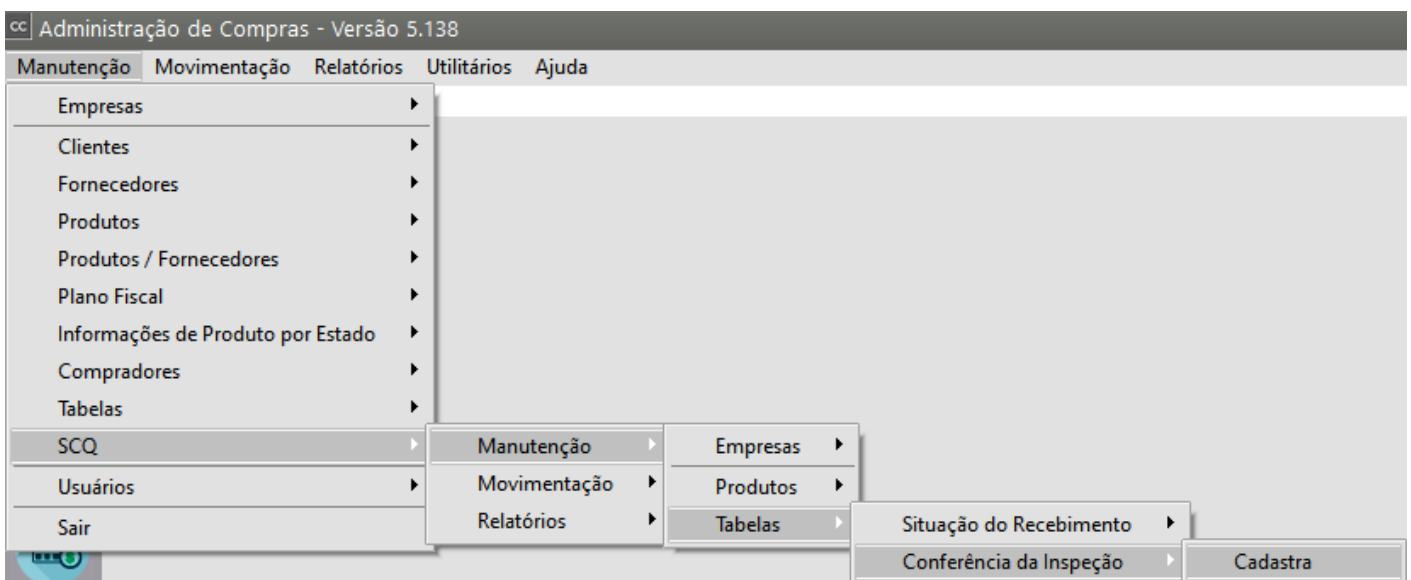 cc Administração de Compras - Versão 5.138
Manutenção Movimentação Relatórios Utilitários Ajuda
Empresas
Clientes
Fornecedores
Produtos
Produtos / Fornecedores
Plano Fiscal
Informações de Produto por Estado
Compradores
Tabelas
SCQ
Usuários
Sair
Manutenção
Movimentação
Relatórios
Empresas
Produtos
Tabelas
Situação do Recebimento
Conferência da Inspeção
Cadastra